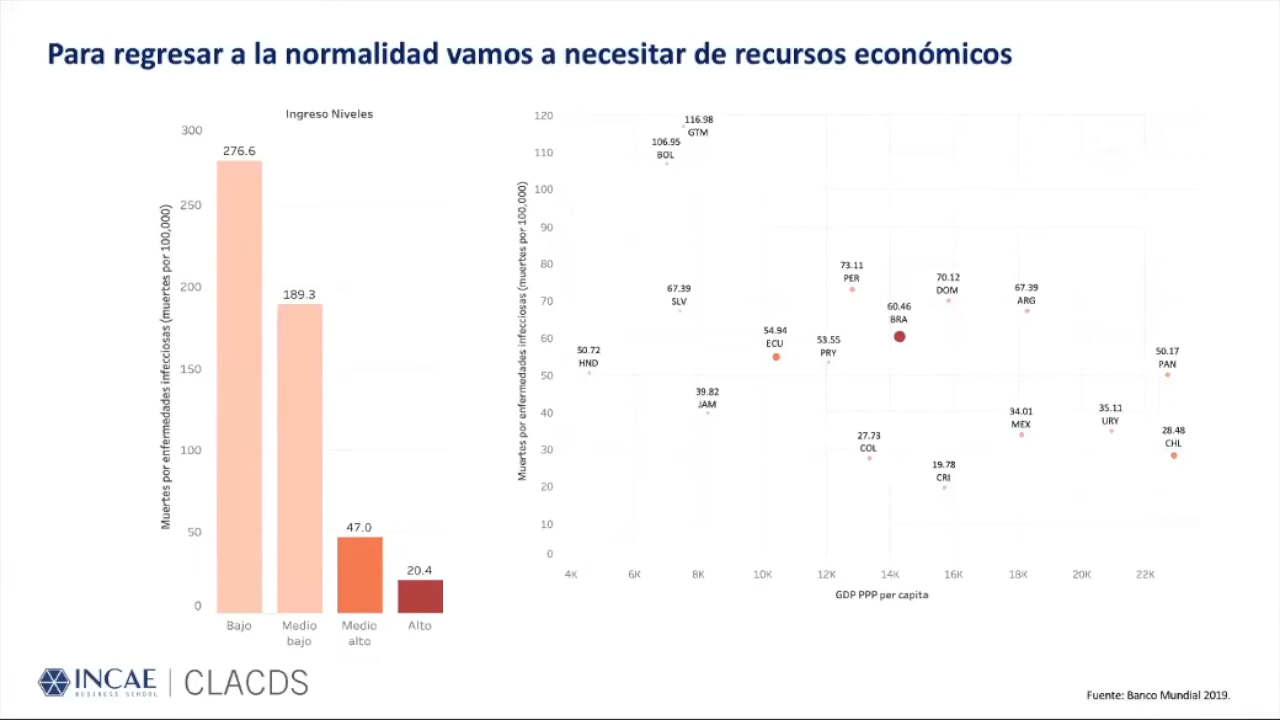 Para regresar a la normalidad vamos a necesitar de recursos económicos
Ingreso Niveles
Muertes por enfermedades infecciosas (muertes por 100,000)
300
250
200
150
100
50
0
276.6
189.3
47.0
20.4
Bajo
Medio
bajo
Medio
alto
Alto
Muertes por enfermedades infecciosas (muertes por 100,000)
120
110
100
90
80
70
60
50
40
30
20
10
0
116.98
GTM
106.95
BOL
73.11
PER
70.12
DOM
67.39
SLV
67.39
ARG
60.46
BRA
54.94
ECU
53.55
PRY
50.72
HND
50.17
PAN
39.82
JAM
34.01
MEX
35.11
URY
28.48
CHL
27.73
COL
19.78
CRI
4K 6K 8K 10K 12K 14K 16K 18K 20K 22K
GDP PPP per capita
INCAE
BUSINESS SCHOOL
CLACDS
Fuente: Banco Mundial 2019.